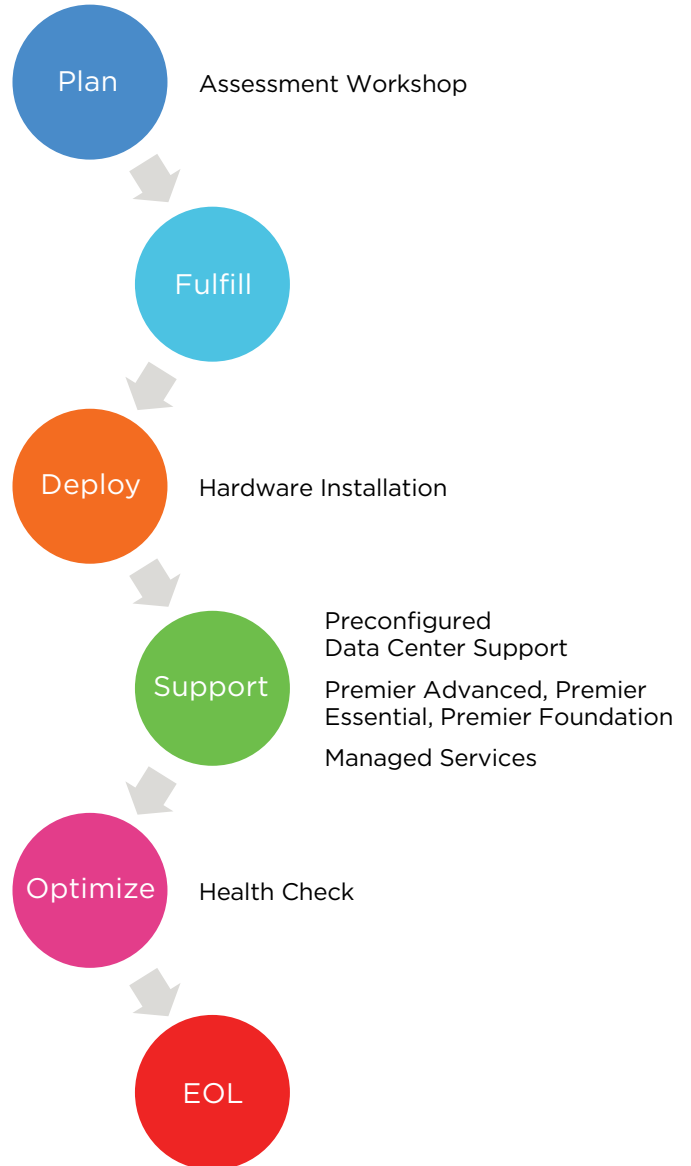 Plan
Assessment Workshop
Fulfill
Deploy
Hardware Installation
Support
Preconfigured
Data Center Support
Premier Advanced, Premier
Essential, Premier Foundation
Managed Services
Optimize
Health Check
EOL